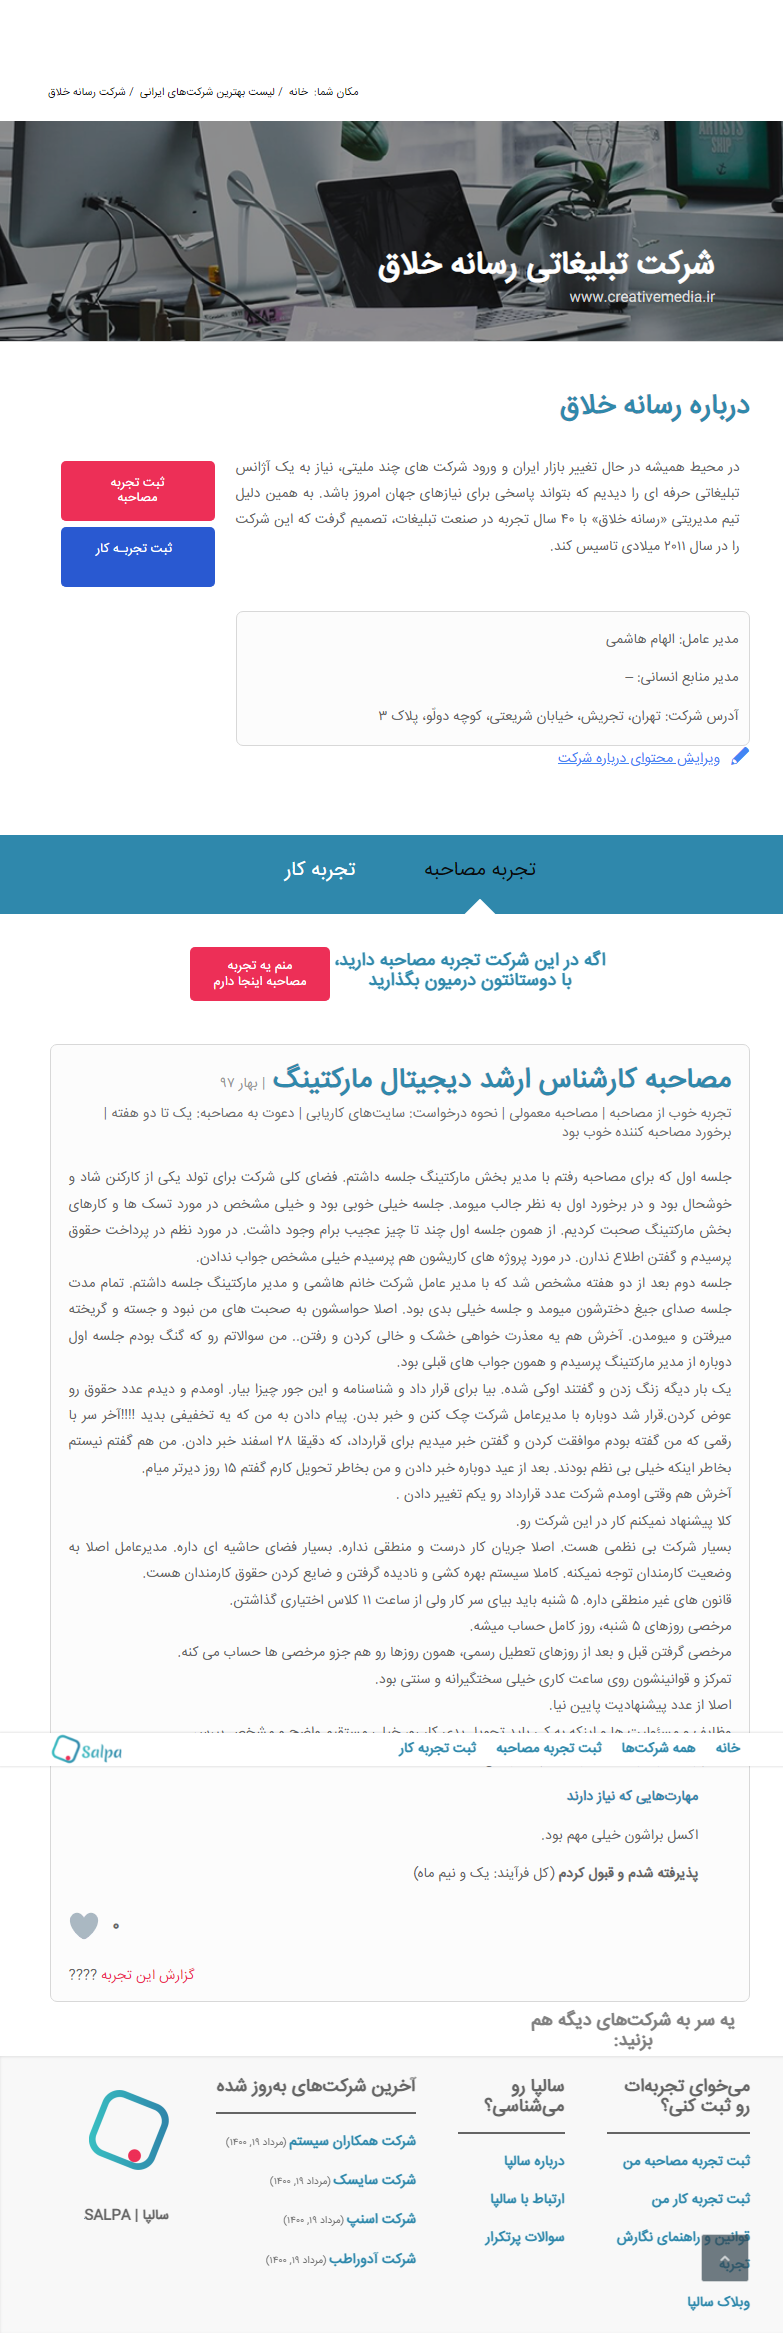 مکان شما: خانه / لیست بهترین شرکت‌های ایرانی / شرکت رسانه خلاق
شرکت تبلیغاتی رسانه خلاق
www.creativemedia.ir
درباره رسانه خلاق
در محیط همیشه در حال تغییر بازار ایران و ورود شرکت های چند ملیتی، نیاز به یک آژانس
تبلیغاتی حرفه ای را دیدیم که بتواند پاسخی برای نیازهای جهان امروز باشد. به همین دلیل
تیم مدیریتی «رسانه خلاق» با ۴۰ سال تجربه در صنعت تبلیغات، تصمیم گرفت که این شرکت
را در سال ۲۰۱۱ میلادی تاسیس کند.
ثبت تجربه
مصاحبه
ثبت تجربـه کار
مدیر عامل: الهام هاشمی
مدیر منابع انسانی: –
آدرس شرکت: تهران، تجریش، خیابان شریعتی، کوچه دولّو، پلاک ۳
ویرایش محتوای درباره شرکت
تجربه مصاحبه
تجربه کار
اگه در این شرکت تجربه مصاحبه دارید،
با دوستانتون درمیون بگذارید
منم یه تجربه
مصاحبه اینجا دارم
مصاحبه کارشناس ارشد دیجیتال مارکتینگ | بهار ۹۷
تجربه خوب از مصاحبه | مصاحبه معمولی | نحوه درخواست: سایت‌های کاریابی | دعوت به مصاحبه: یک تا دو هفته |
برخورد مصاحبه کننده خوب بود
جلسه اول که برای مصاحبه رفتم با مدیر بخش مارکتینگ جلسه داشتم. فضای کلی شرکت برای تولد یکی از کارکنن شاد و
خوشحال بود و در برخورد اول به نظر جالب میومد. جلسه خیلی خوبی بود و خیلی مشخص در مورد تسک ها و کارهای
بخش مارکتینگ صحبت کردیم. از همون جلسه اول چند تا چیز عجیب برام وجود داشت. در مورد نظم در پرداخت حقوق
پرسیدم و گفتن اطلاع ندارن. در مورد پروژه های کاریشون هم پرسیدم خیلی مشخص جواب ندادن.
جلسه دوم بعد از دو هفته مشخص شد که با مدیر عامل شرکت خانم هاشمی و مدیر مارکتینگ جلسه داشتم. تمام مدت
جلسه صدای جیغ دخترشون میومد و جلسه خیلی بدی بود. اصلا حواسشون به صحبت های من نبود و جسته و گریخته
میرفتن و میومدن. آخرش هم یه معذرت خواهی خشک و خالی کردن و رفتن.. من سوالاتم رو که گنگ بودم جلسه اول
دوباره از مدیر مارکتینگ پرسیدم و همون جواب های قبلی بود.
یک بار دیگه زنگ زدن و گفتند اوکی شده. بیا برای قرار داد و شناسنامه و این جور چیزا بیار. اومدم و دیدم عدد حقوق رو
عوض کردن.قرار شد دوباره با مدیرعامل شرکت چک کنن و خبر بدن. پیام دادن به من که یه تخفیفی بدید !!!!آخر سر با
رقمی که من گفته بودم موافقت کردن و گفتن خبر میدیم برای قرارداد، که دقیقا ۲۸ اسفند خبر دادن. من هم گفتم نیستم
بخاطر اینکه خیلی بی نظم بودند. بعد از عید دوباره خبر دادن و من بخاطر تحویل کارم گفتم ۱۵ روز دیرتر میام.
آخرش هم وقتی اومدم شرکت عدد قرارداد رو یکم تغییر دادن .
کلا پیشنهاد نمیکنم کار در این شرکت رو.
بسیار شرکت بی نظمی هست. اصلا جریان کار درست و منطقی نداره. بسیار فضای حاشیه ای داره. مدیرعامل اصلا به
وضعیت کارمندان توجه نمیکنه. کاملا سیستم بهره کشی و نادیده گرفتن و ضایع کردن حقوق کارمندان هست.
قانون های غیر منطقی داره. ۵ شنبه باید بیای سر کار ولی از ساعت ۱۱ کلاس اختیاری گذاشتن.
مرخصی روزهای ۵ شنبه، روز کامل حساب میشه.
مرخصی گرفتن قبل و بعد از روزهای تعطیل رسمی، همون روزها رو هم جزو مرخصی ها حساب می کنه.
تمرکز و قوانینشون روی ساعت کاری خیلی سختگیرانه و سنتی بود.
اصلا از عدد پیشنهادیت پایین نیا.
خانه
همه شرکت‌ها
ثبت تجربه مصاحبه
ثبت تجربه کار
Salpa
مهارت‌هایی که نیاز دارند
اکسل براشون خیلی مهم بود.
پذیرفته شدم و قبول کردم (کل فرآیند: یک و نیم ماه)
۰
گزارش این تجربه ????
یه سر به شرکت‌های دیگه هم
بزنید:
می‌خوای تجربه‌ات
رو ثبت کنی؟
ثبت تجربه مصاحبه من
ثبت تجربه کار من
قوانین و راهنمای نگارش
تجربه
وبلاک سالپا
سالپا رو
می‌شناسی؟
درباره سالپا
ارتباط با سالپا
سوالات پرتکرار
آخرین شرکت‌های به‌روز شده
شرکت همکاران سیستم (مرداد ۱۹, ۱۴۰۰)
شرکت سایسک (مرداد ۱۹, ۱۴۰۰)
شرکت اسنپ (مرداد ۱۹, ۱۴۰۰)
شرکت آدوراطب (مرداد ۱۹, ۱۴۰۰)
سالپا | SALPA